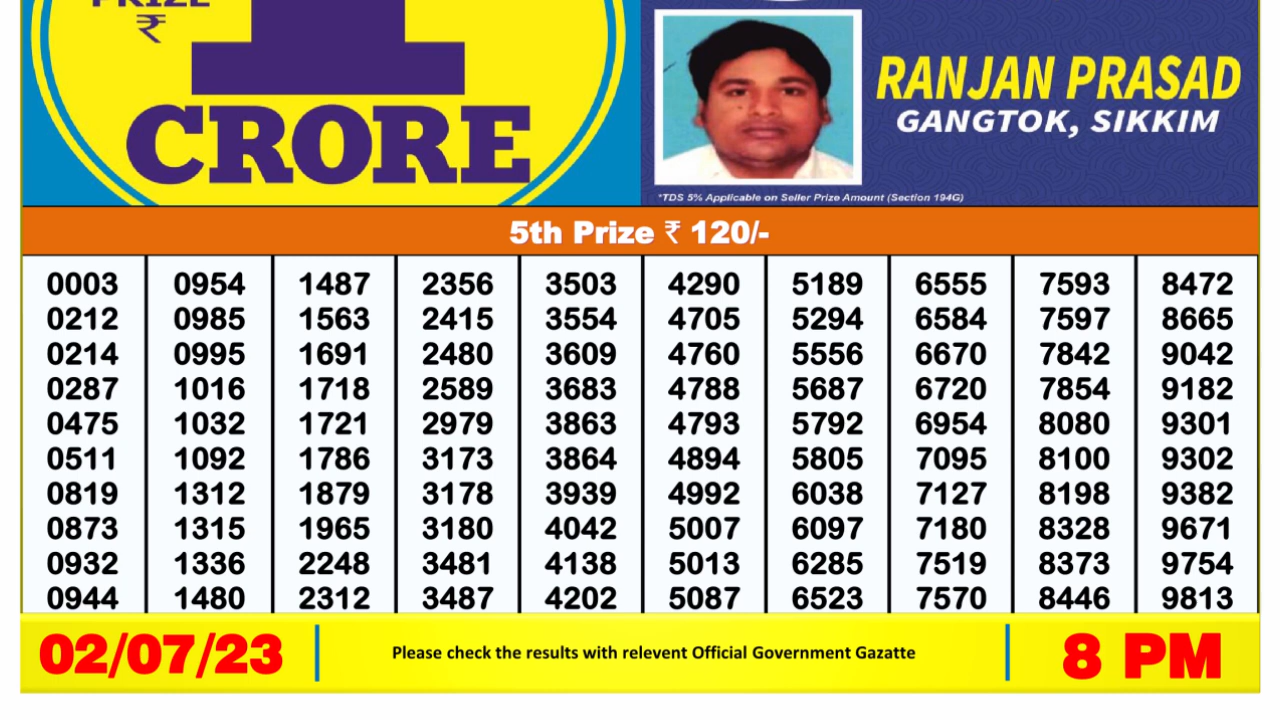 PRIZE
₹
1
CRORE
RANJAN PRASAD
GANGTOK, SIKKIM
*TDS 5% Applicable on Seller Prize Amount (Section 194G)
5th Prize ₹ 120/-
0003 0954 1487 2356 3503 4290 5189 6555 7593 8472
0212 0985 1563 2415 3554 4705 5294 6584 7597 8665
0214 0995 1691 2480 3609 4760 5556 6670 7842 9042
0287 1016 1718 2589 3683 4788 5687 6720 7854 9182
0475 1032 1721 2979 3863 4793 5792 6954 8080 9301
0511 1092 1786 3173 3864 4894 5805 7095 8100 9302
0819 1312 1879 3178 3939 4992 6038 7127 8198 9382
0873 1315 1965 3180 4042 5007 6097 7180 8328 9671
0932 1336 2248 3481 4138 5013 6285 7519 8373 9754
0944 1480 2312 3487 4202 5087 6523 7570 8446 9813
02/07/23 Please check the results with relevent Official Government Gazatte 8 PM